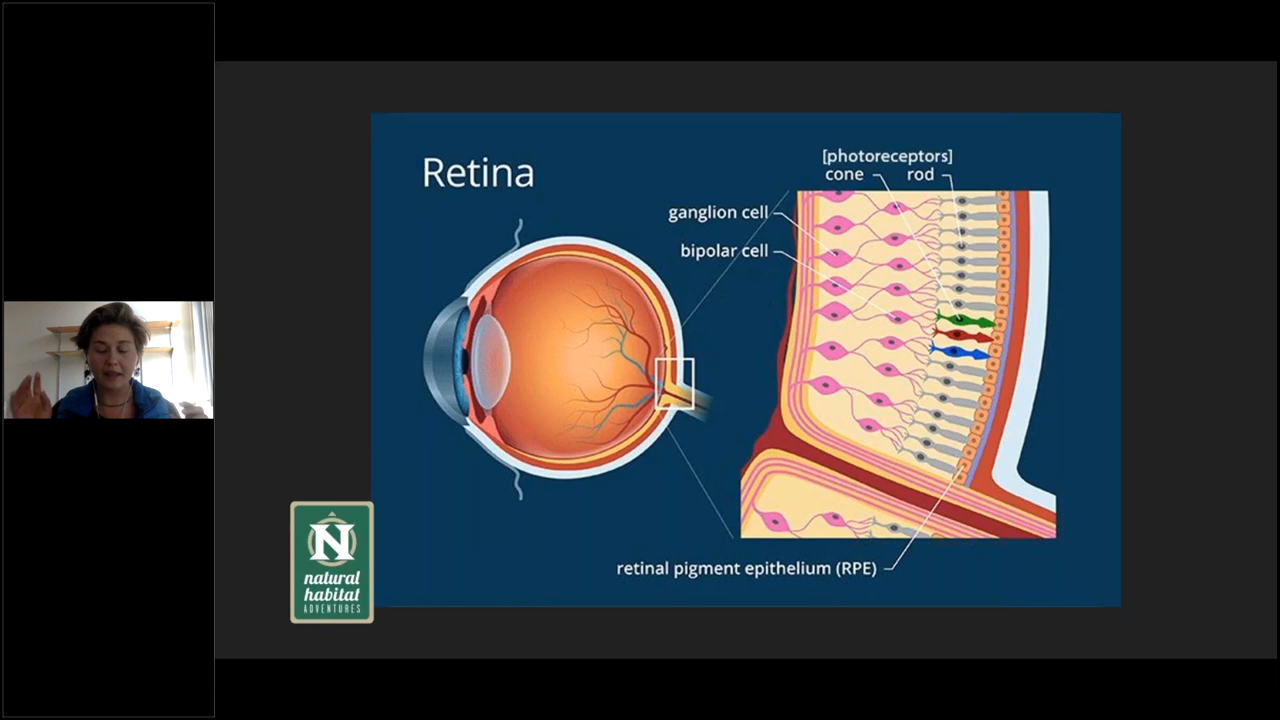 Retina
[photoreceptors]
cone rod
ganglion cell
bipolar cell
retinal pigment epithelium (RPE)
N
natural
habitat
ADVENTURES